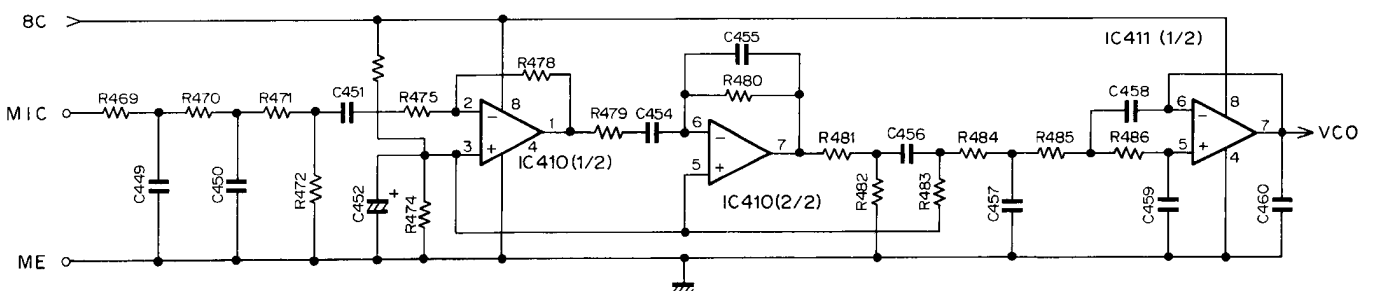 8C
IC411 (1/2)
C455
R478
R480
C458
R469
R470
R471
C451
R475
2
8
1
4
3
R479
C454
6
7
5
R481
C456
R484
R485
R486
6
8
7
5
4
MIC
VCO
IC410(1/2)
IC410(2/2)
C449
C450
R472
C452
+
R474
R482
R483
C457
C459
C460
ME